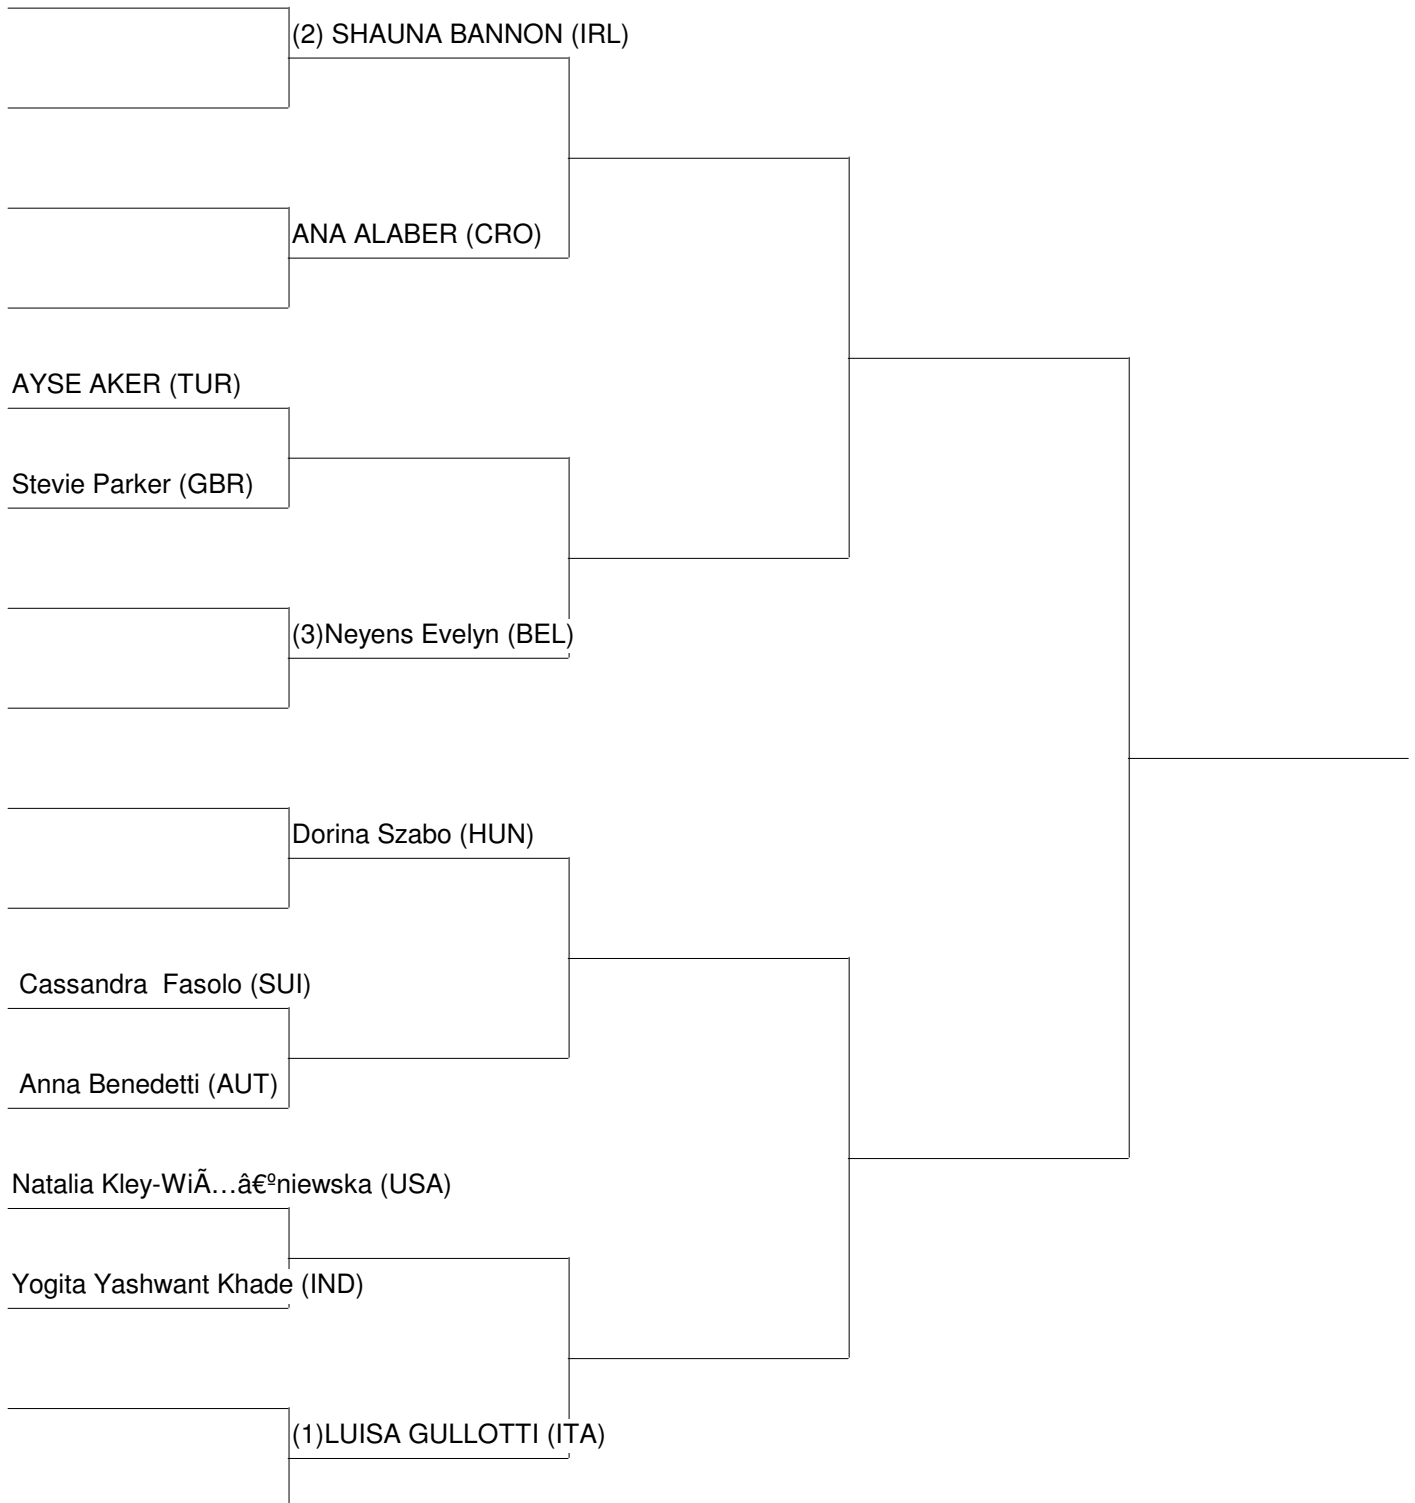 (2) SHAUNA BANNON (IRL)
ANA ALABER (CRO)
AYSE AKER (TUR)
Stevie Parker (GBR)
(3)Neyens Evelyn (BEL)
Dorina Szabo (HUN)
Cassandra  Fasolo (SUI)
Anna Benedetti (AUT)
Natalia Kley-WiÃ…â€ºniewska (USA)
Yogita Yashwant Khade (IND)
(1)LUISA GULLOTTI (ITA)